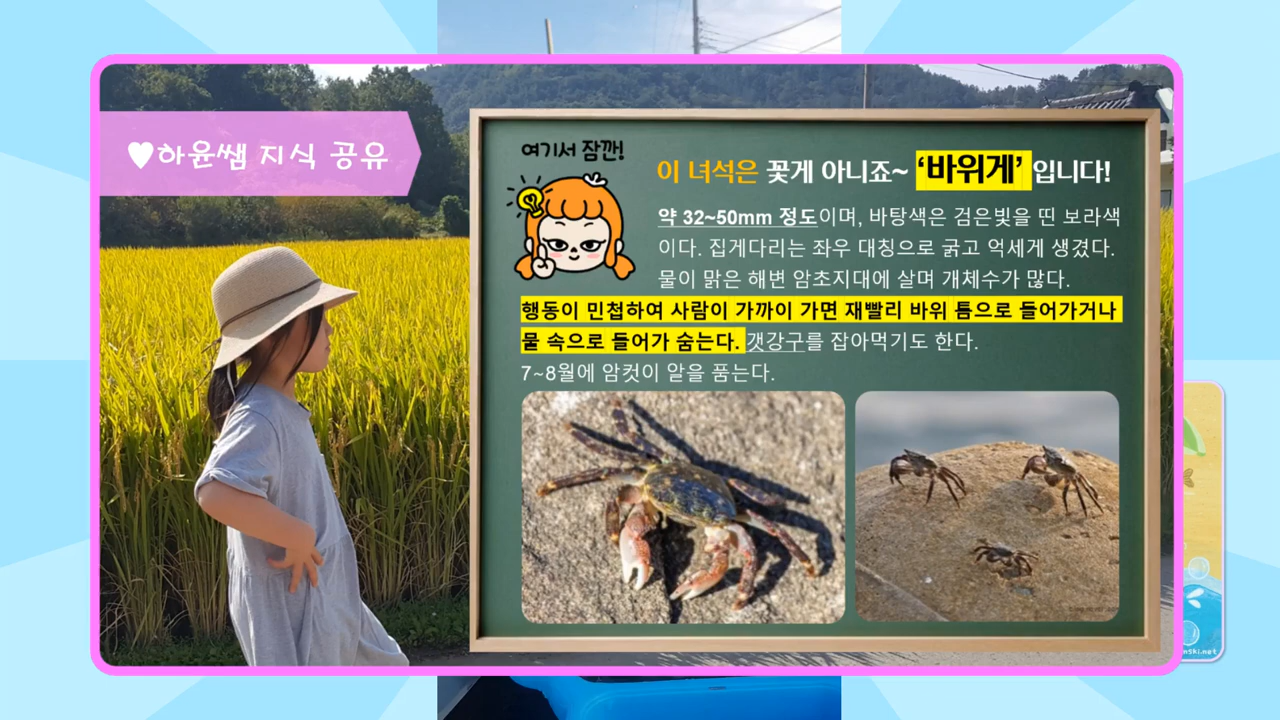 ♥하윤쌤 지식 공유
여기서 잠깐!
이 녀석은 꽃게 아니죠~ ‘바위게’ 입니다!
약 32~50mm 정도이며, 바탕색은 검은빛을 띤 보라색
이다. 집게다리는 좌우 대칭으로 굵고 억세게 생겼다.
물이 맑은 해변 암초지대에 살며 개체수가 많다.
행동이 민첩하여 사람이 가까이 가면 재빨리 바위 틈으로 들어가거나
물 속으로 들어가 숨는다. 갯강구를 잡아먹기도 한다.
7~8월에 암컷이 알을 품는다.